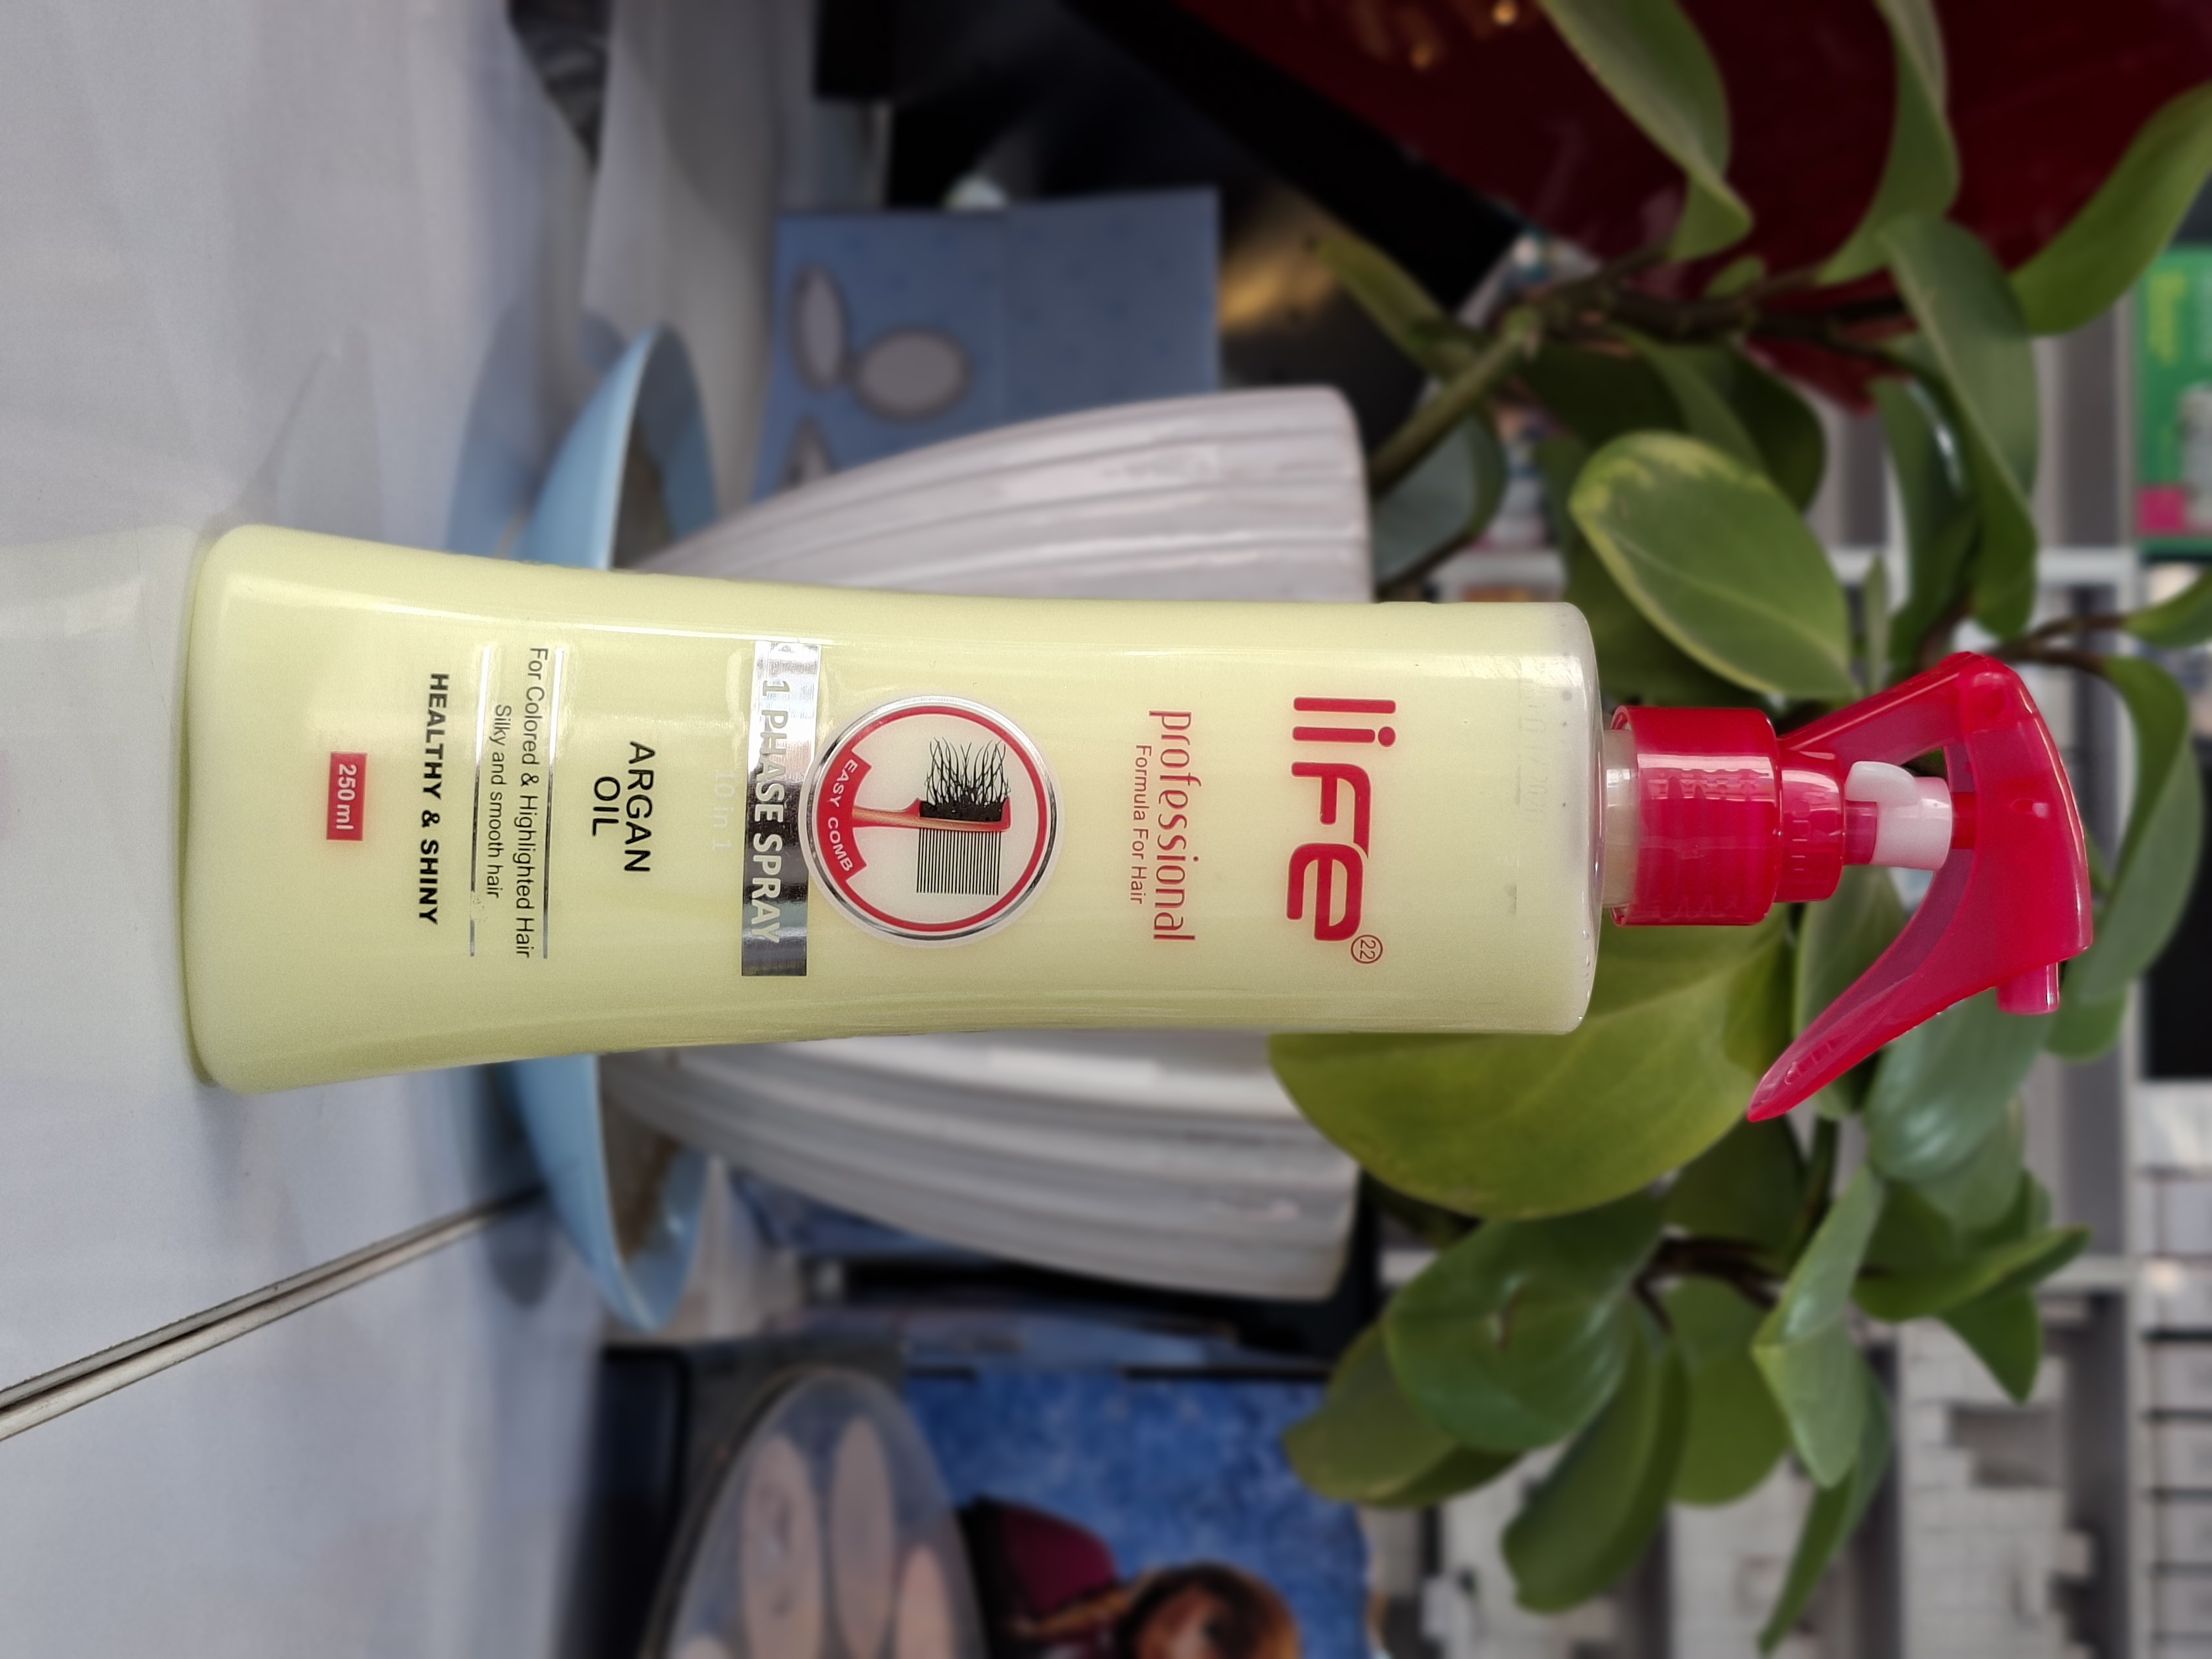 liFe 22
professional
Formula For Hair
EASY COMB
1 PHASE SPRAY
10 in 1
ARGAN
OIL
For Colored & Highlighted Hair
Silky and smooth hair
HEALTHY & SHINY
250 ml